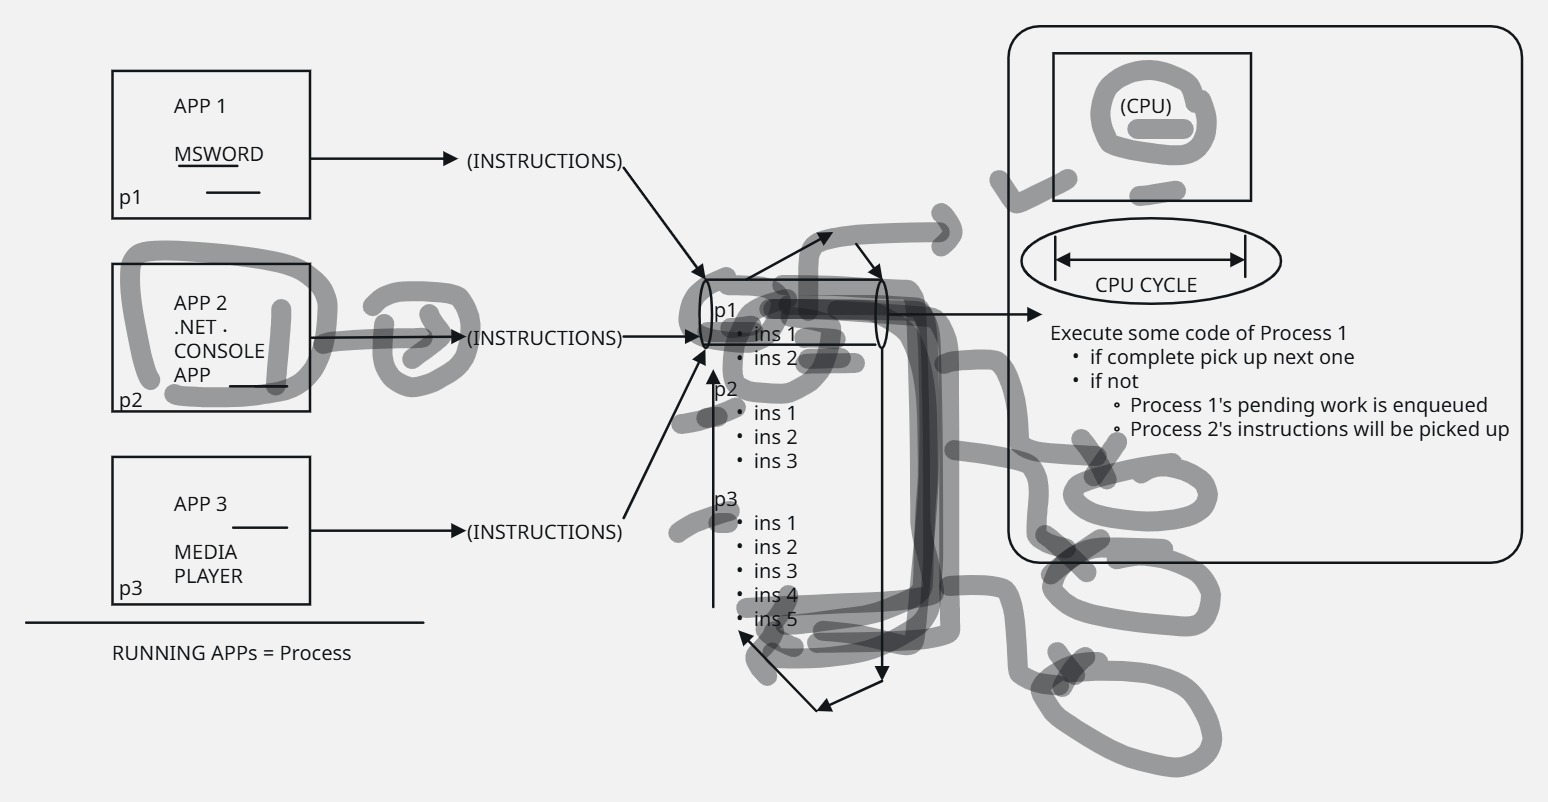 APP 1
MSWORD
p1
(INSTRUCTIONS)
APP 2
.NET .
CONSOLE
APP
p2
(INSTRUCTIONS)
APP 3
MEDIA
PLAYER
p3
(INSTRUCTIONS)
RUNNING APPs = Process
p1
• ins 1
• ins 2
p2
• ins 1
• ins 2
• ins 3
p3
• ins 1
• ins 2
• ins 3
• ins 4
• ins 5
(CPU)
CPU CYCLE
Execute some code of Process 1
• if complete pick up next one
• if not
∘ Process 1's pending work is enqueued
∘ Process 2's instructions will be picked up